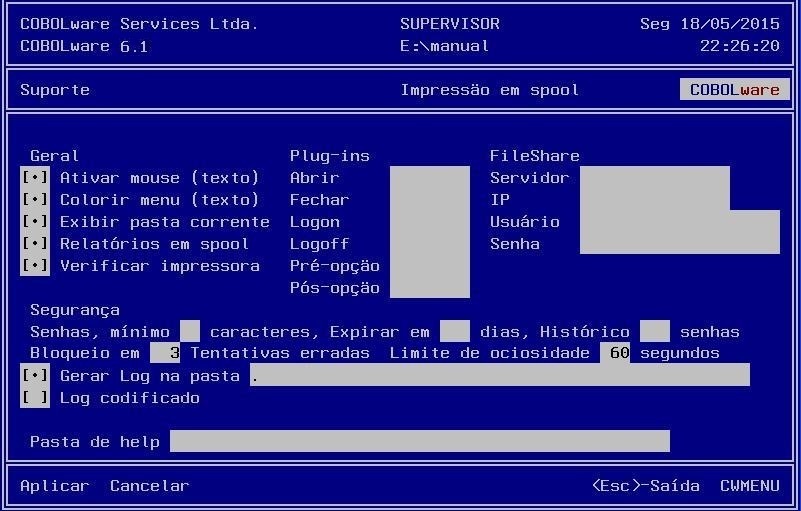 COBOLware Services Ltda. SUPERVISOR Seg 18/05/2015
COBOLware 6.1 E:\manual 22:26:20
Suporte Impressäo em spool COBOLware
Geral Plug-ins FileShare
[•] Ativar mouse (texto) Abrir Servidor
[•] Colorir menu (texto) Fechar IP
[•] Exibir pasta corrente Logon Usuário
[•] Relatórios em spool Logoff Senha
[•] Verificar impressora Pré-opção
Pós-opção
Segurança
Senhas, mínimo caracteres, Expirar em dias, Histórico senhas
Bloqueio em 3 Tentativas erradas Limite de ociosidade 60 segundos
[•] Gerar Log na pasta .
[ ] Log codificado
Pasta de help
Aplicar Cancelar <Esc>-Saída CWMENU